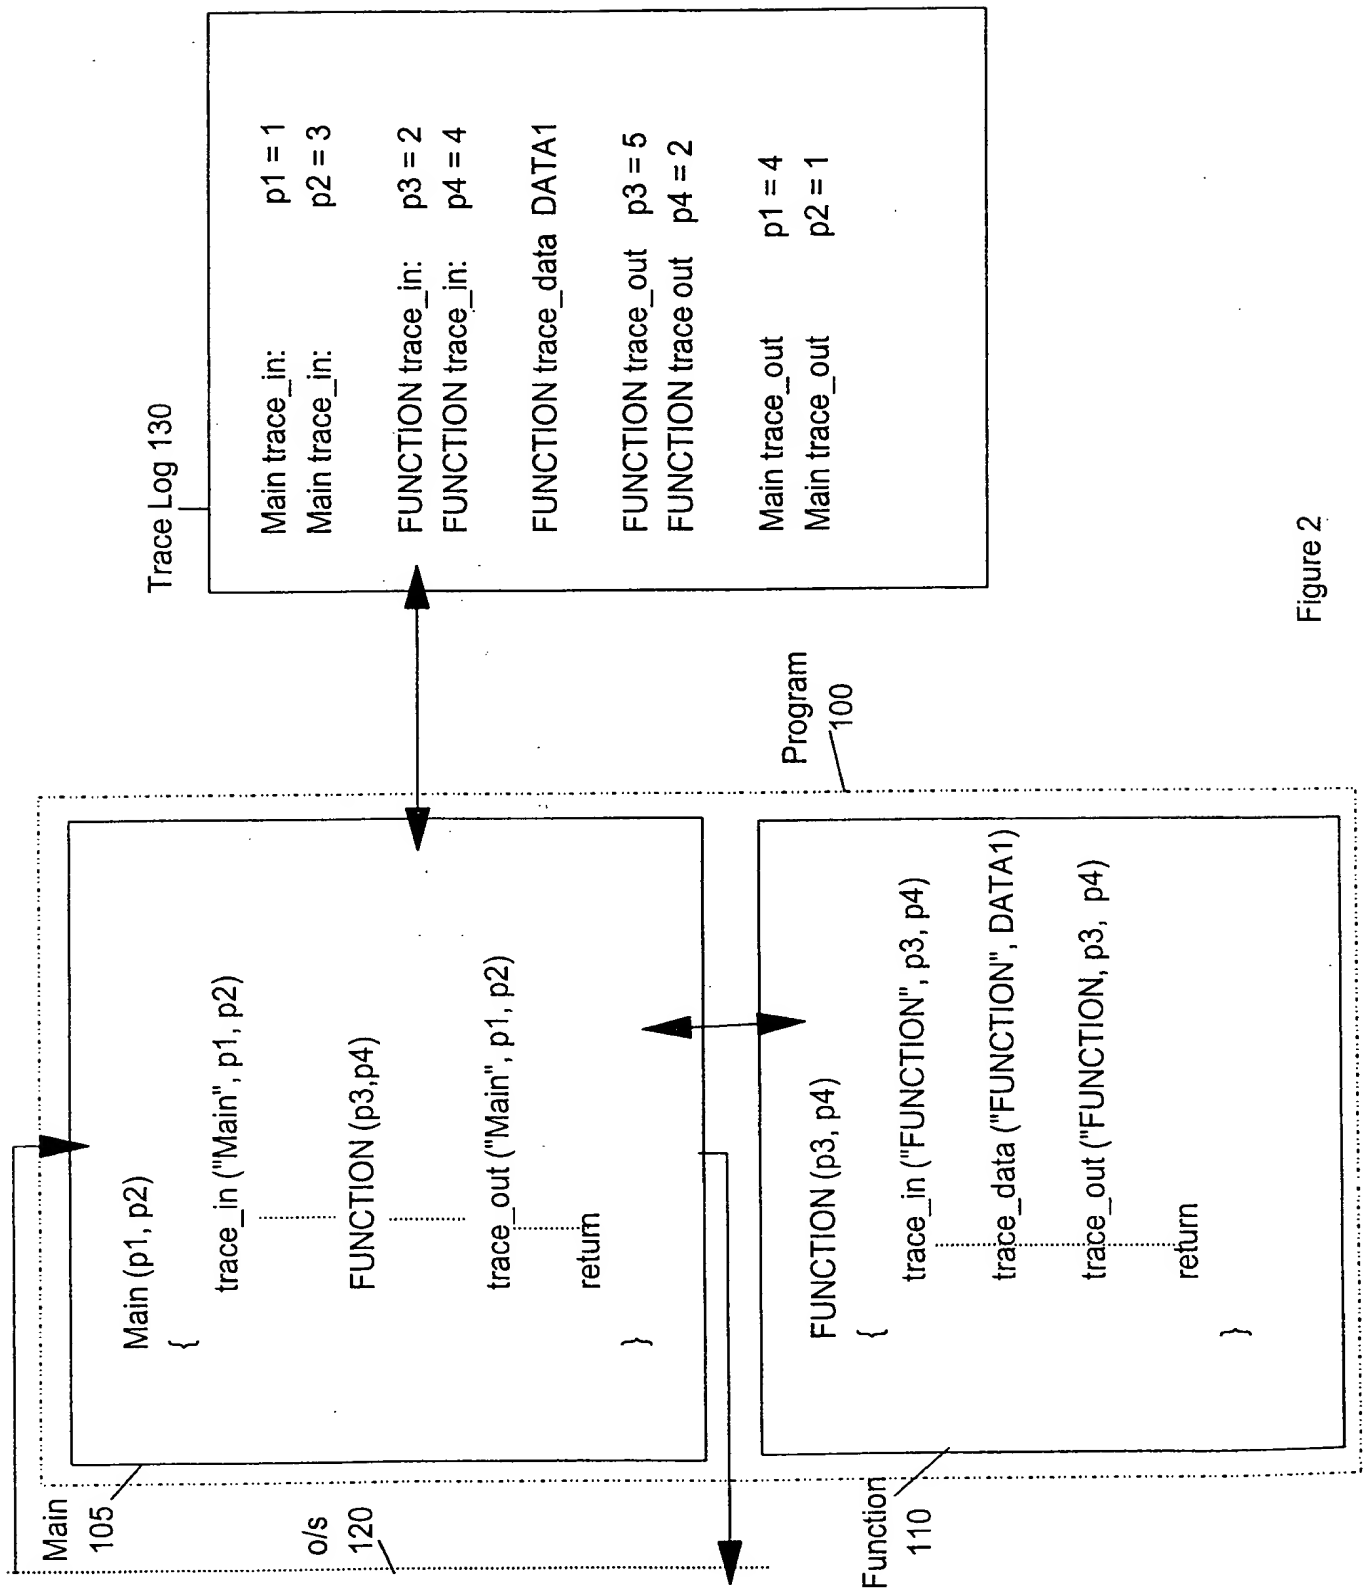 Main
105
o/s
120
Main (p1, p2)
{
trace_in ("Main", p1, p2)
FUNCTION (p3,p4)
trace_out ("Main", p1, p2)
return
}
Function
110
FUNCTION (p3, p4)
{
trace_in ("FUNCTION", p3, p4)
trace_data ("FUNCTION", DATA1)
trace_out ("FUNCTION, p3, p4)
return
}
Program
100
Trace Log 130
Main trace_in: p1 = 1
Main trace_in: p2 = 3
FUNCTION trace_in: p3 = 2
FUNCTION trace_in: p4 = 4
FUNCTION trace_data DATA1
FUNCTION trace_out p3 = 5
FUNCTION trace out p4 = 2
Main trace_out p1 = 4
Main trace_out p2 = 1
Figure 2